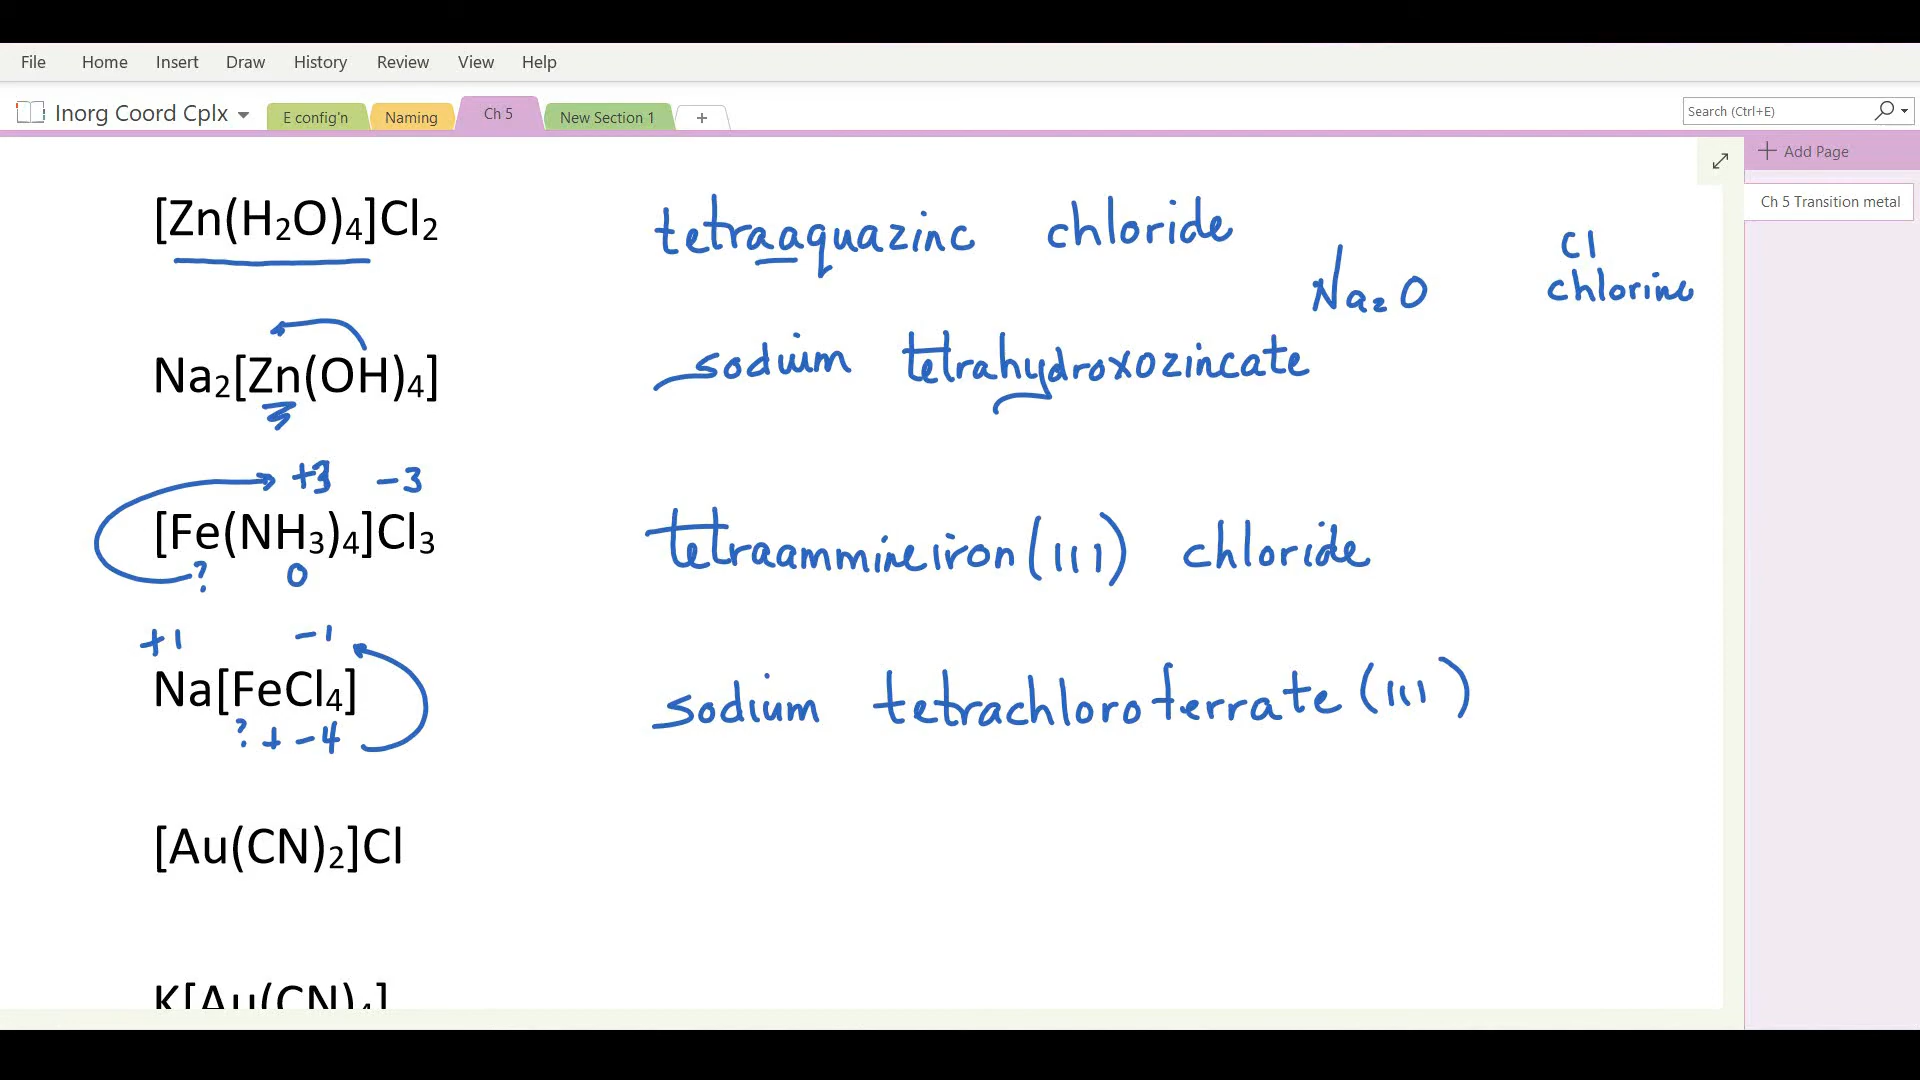 File Home Insert Draw History Review View Help
Inorg Coord Cplx E config'n Naming Ch 5 New Section 1 + Search (Ctrl+E)
Add Page
Ch 5 Transition metal
[Zn(H₂O)₄]Cl₂ tetraaquazinc chloride
Cl
Na₂O chlorine
Na₂[Zn(OH)₄] sodium tetrahydroxozincate
+3 -3
[Fe(NH₃)₄]Cl₃ tetraammineiron(III) chloride
? 0
+1 -1
Na[FeCl₄] sodium tetrachloroferrate(III)
? + -4
[Au(CN)₂]Cl
K[Au(CN)₄]